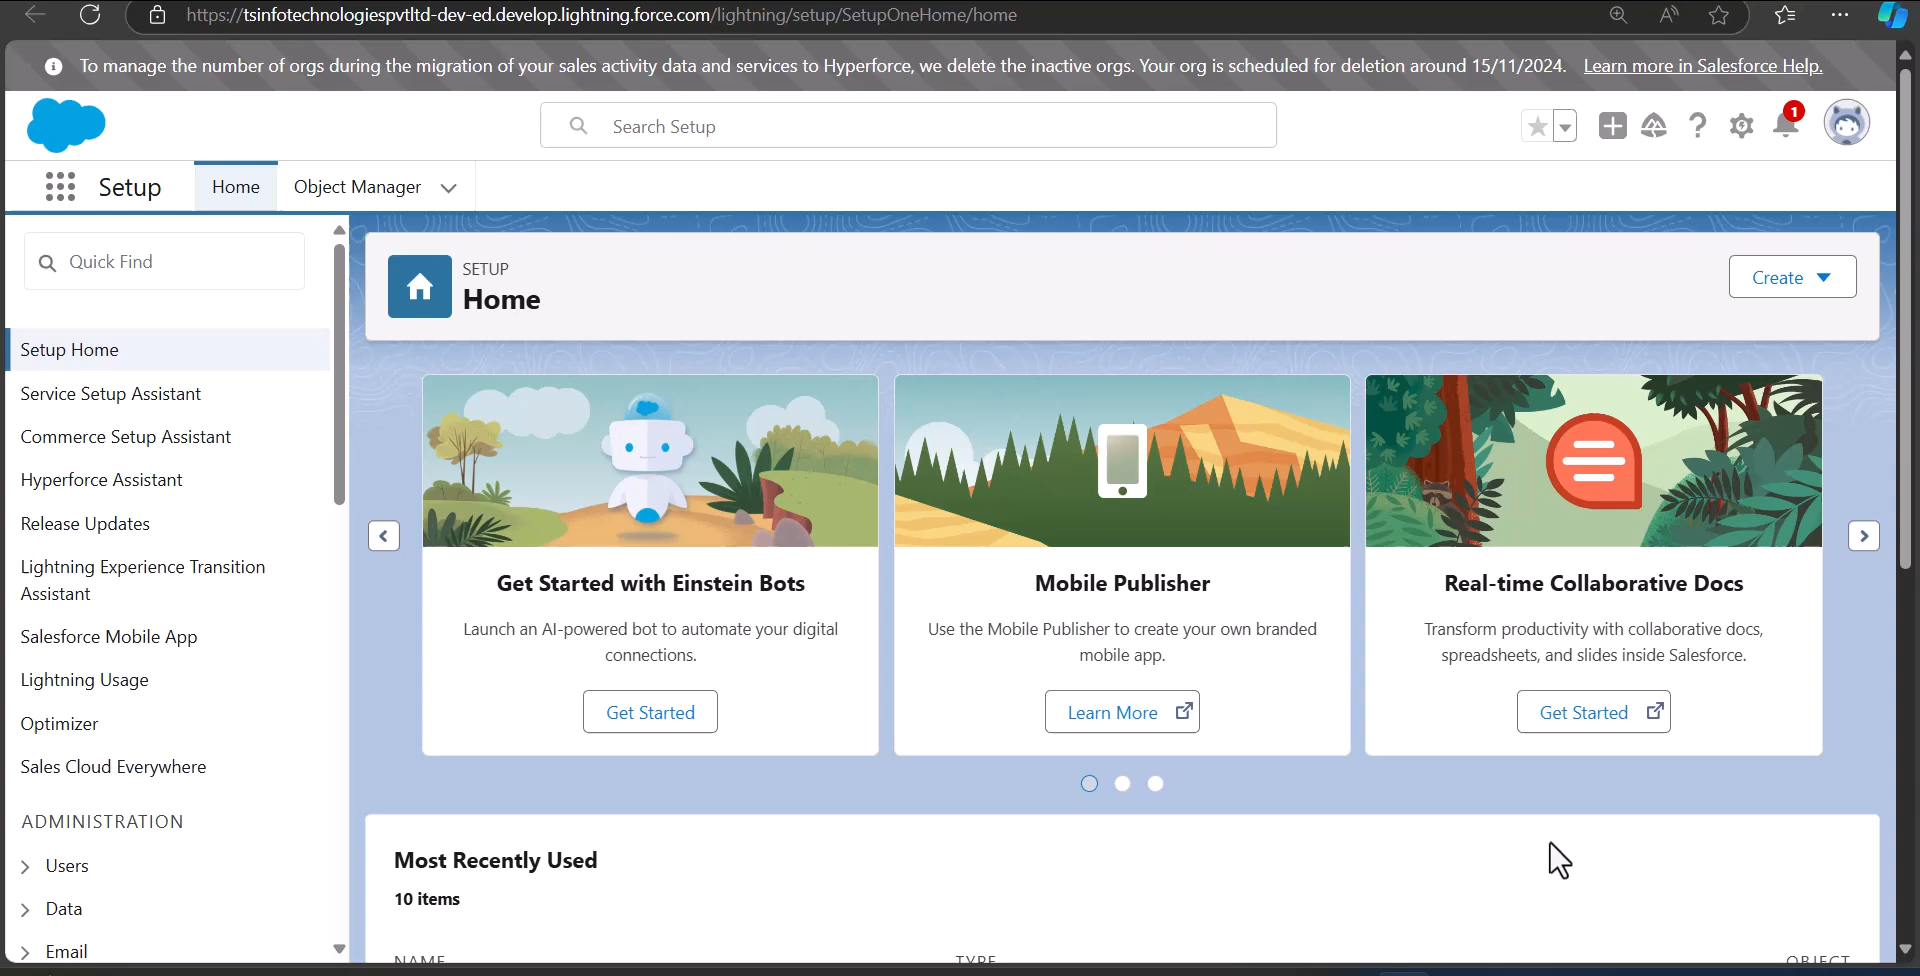 https://tsinfotechnologiespvtltd-dev-ed.develop.lightning.force.com/lightning/setup/SetupOneHome/home
To manage the number of orgs during the migration of your sales activity data and services to Hyperforce, we delete the inactive orgs. Your org is scheduled for deletion around 15/11/2024. Learn more in Salesforce Help.
Search Setup
1
Setup
Home
Object Manager
Quick Find
SETUP
Home
Create
Setup Home
Service Setup Assistant
Commerce Setup Assistant
Hyperforce Assistant
Release Updates
Lightning Experience Transition
Assistant
Salesforce Mobile App
Lightning Usage
Optimizer
Sales Cloud Everywhere
ADMINISTRATION
Users
Data
Email
Get Started with Einstein Bots
Launch an AI-powered bot to automate your digital
connections.
Get Started
Mobile Publisher
Use the Mobile Publisher to create your own branded
mobile app.
Learn More
Real-time Collaborative Docs
Transform productivity with collaborative docs,
spreadsheets, and slides inside Salesforce.
Get Started
Most Recently Used
10 items
NAME TYPE OBJECT